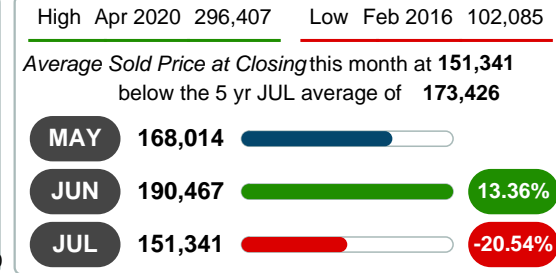 High Apr 2020 296,407 Low Feb 2016 102,085
Average Sold Price at Closing this month at 151,341
below the 5 yr JUL average of 173,426
MAY 168,014
JUN 190,467 13.36%
JUL 151,341 -20.54%